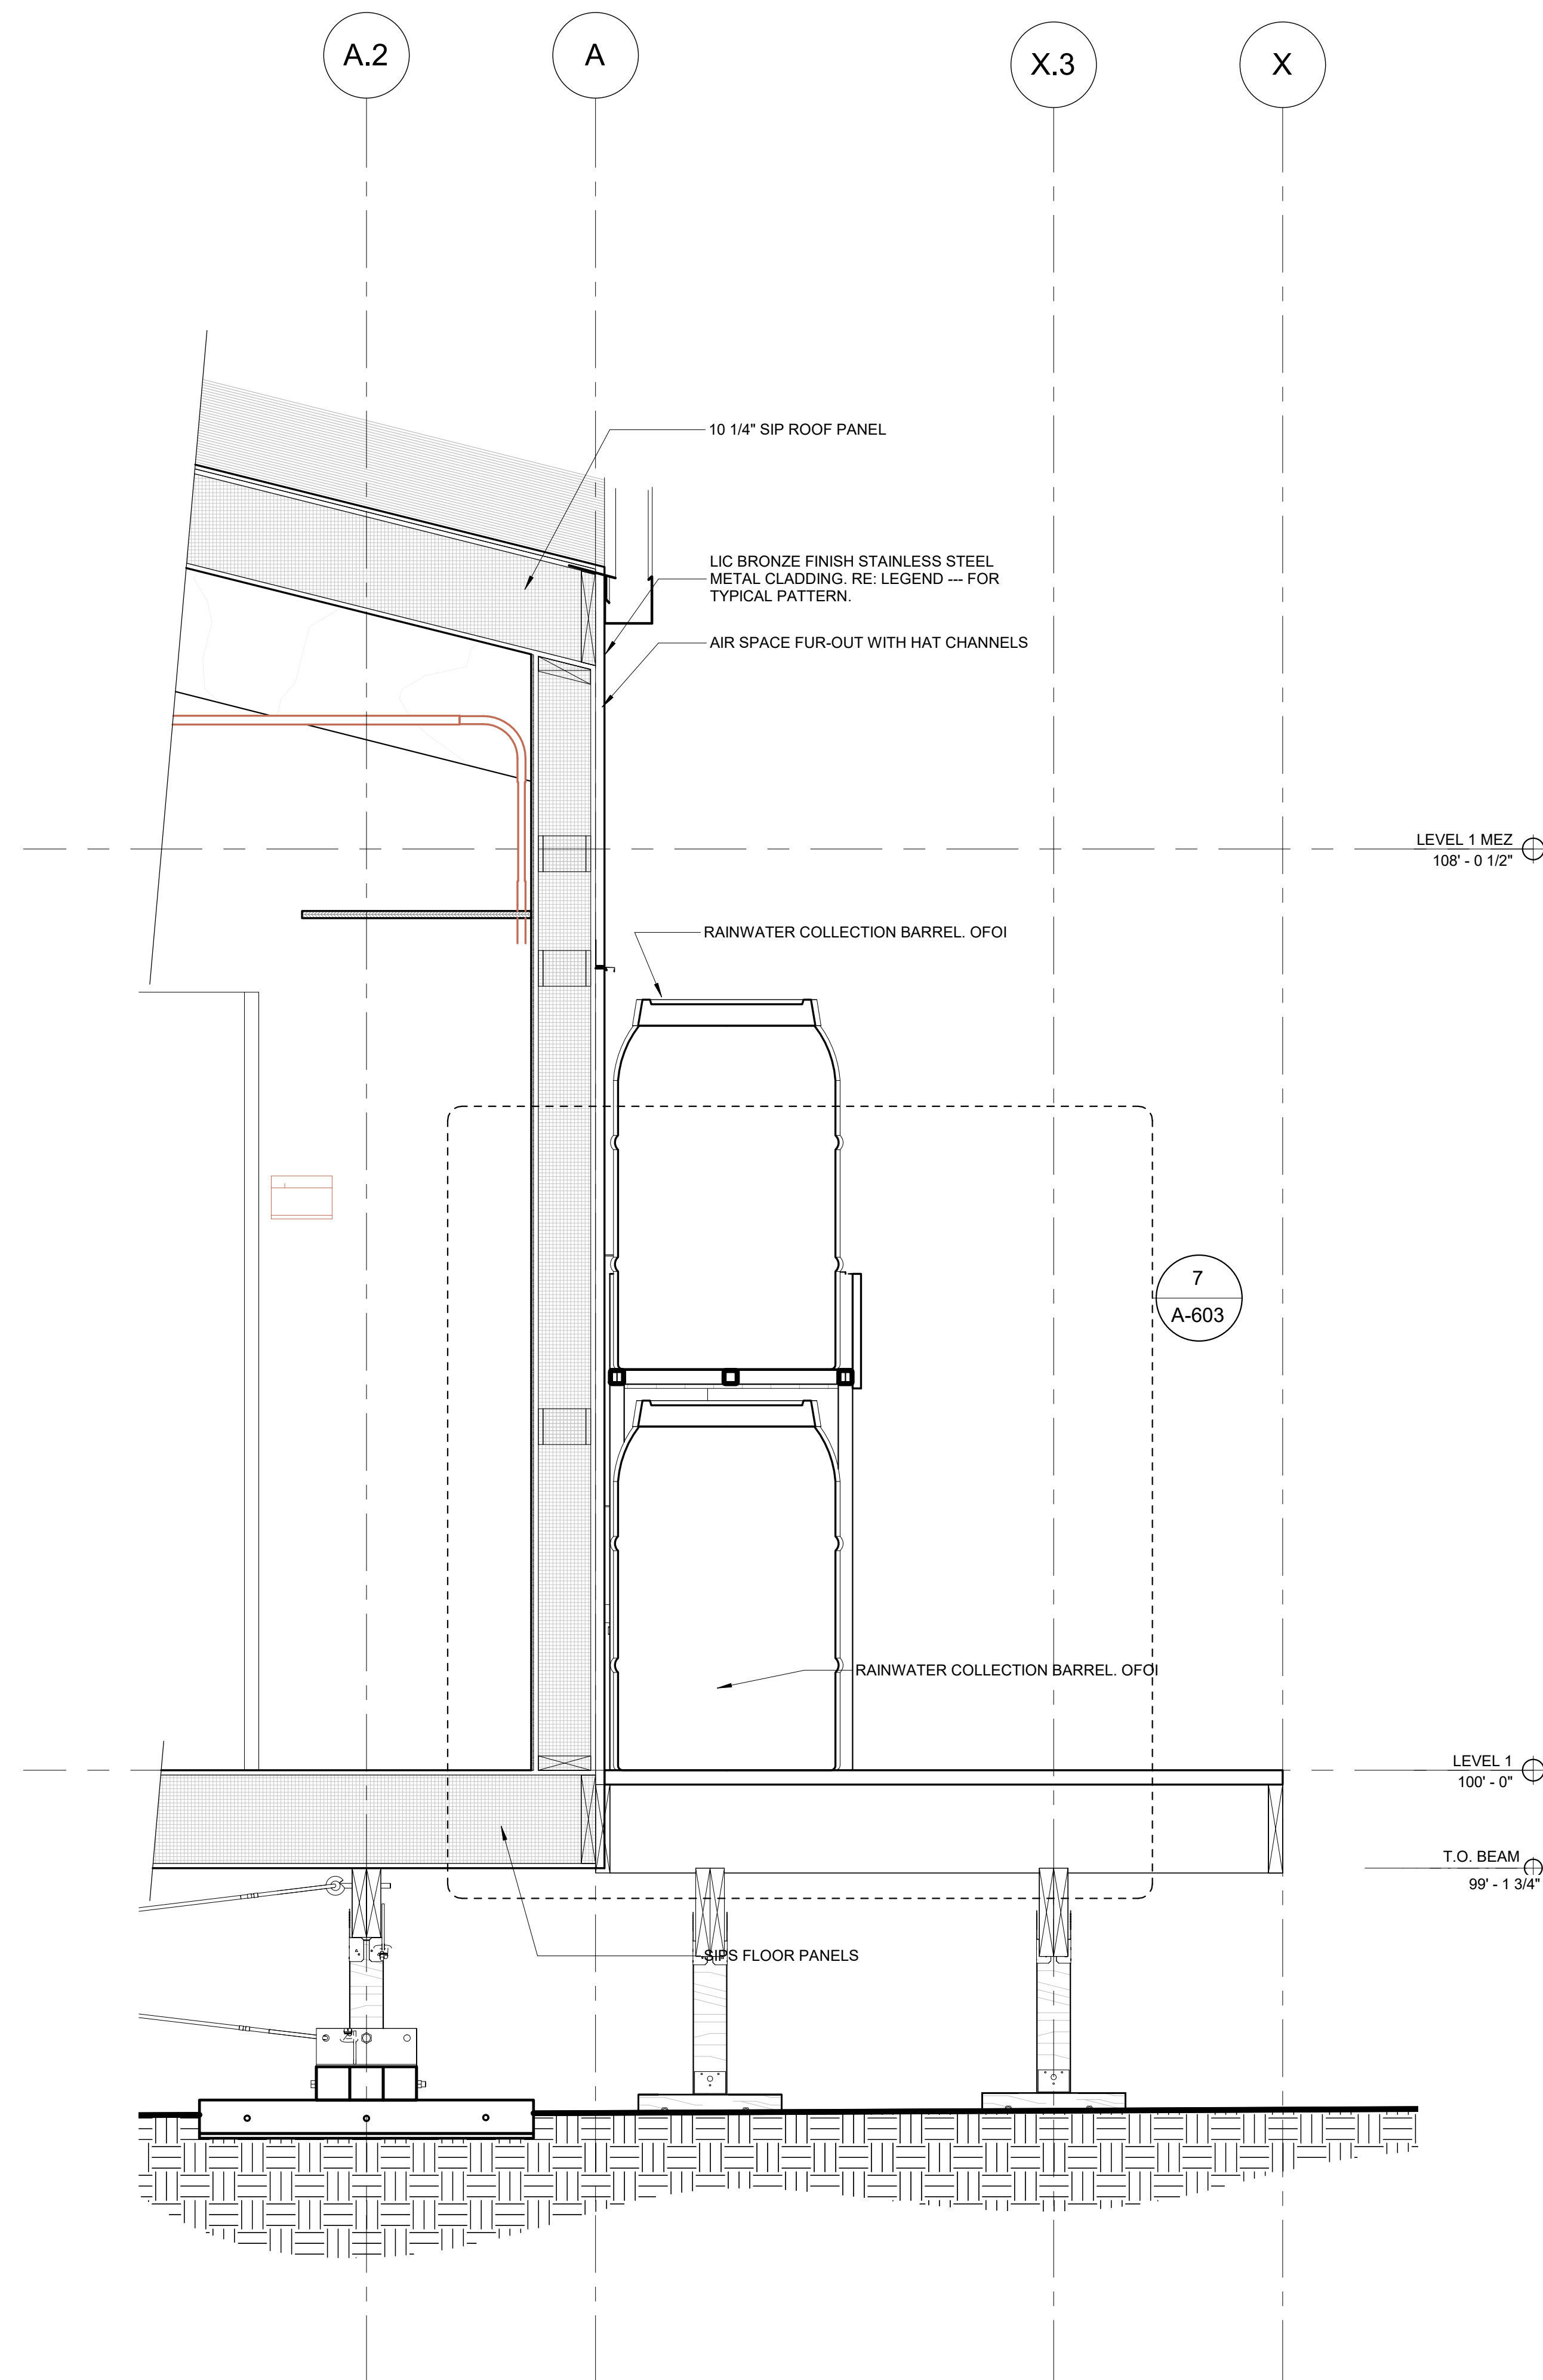 A.2
A
X.3
X
10 1/4" SIP ROOF PANEL
LIC BRONZE FINISH STAINLESS STEEL
METAL CLADDING. RE: LEGEND --- FOR
TYPICAL PATTERN.
AIR SPACE FUR-OUT WITH HAT CHANNELS
LEVEL 1 MEZ
108' - 0 1/2"
RAINWATER COLLECTION BARREL. OFOI
7
A-603
RAINWATER COLLECTION BARREL. OFOI
LEVEL 1
100' - 0"
T.O. BEAM
99' - 1 3/4"
SIPS FLOOR PANELS